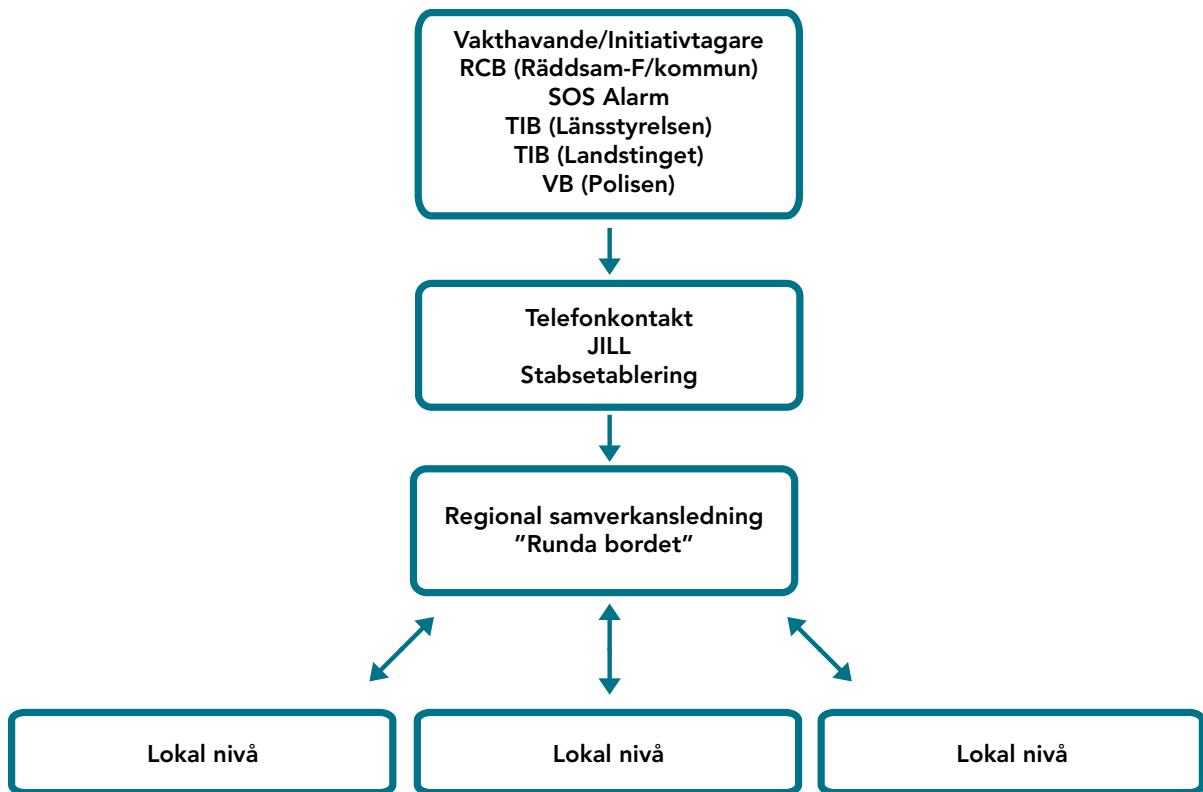 Vakthavande/Initiativtagare
RCB (Räddsam-F/kommun)
SOS Alarm
TIB (Länsstyrelsen)
TIB (Landstinget)
VB (Polisen)
Telefonkontakt
JILL
Stabsetablering
Regional samverkansledning
”Runda bordet”
Lokal nivå
Lokal nivå
Lokal nivå